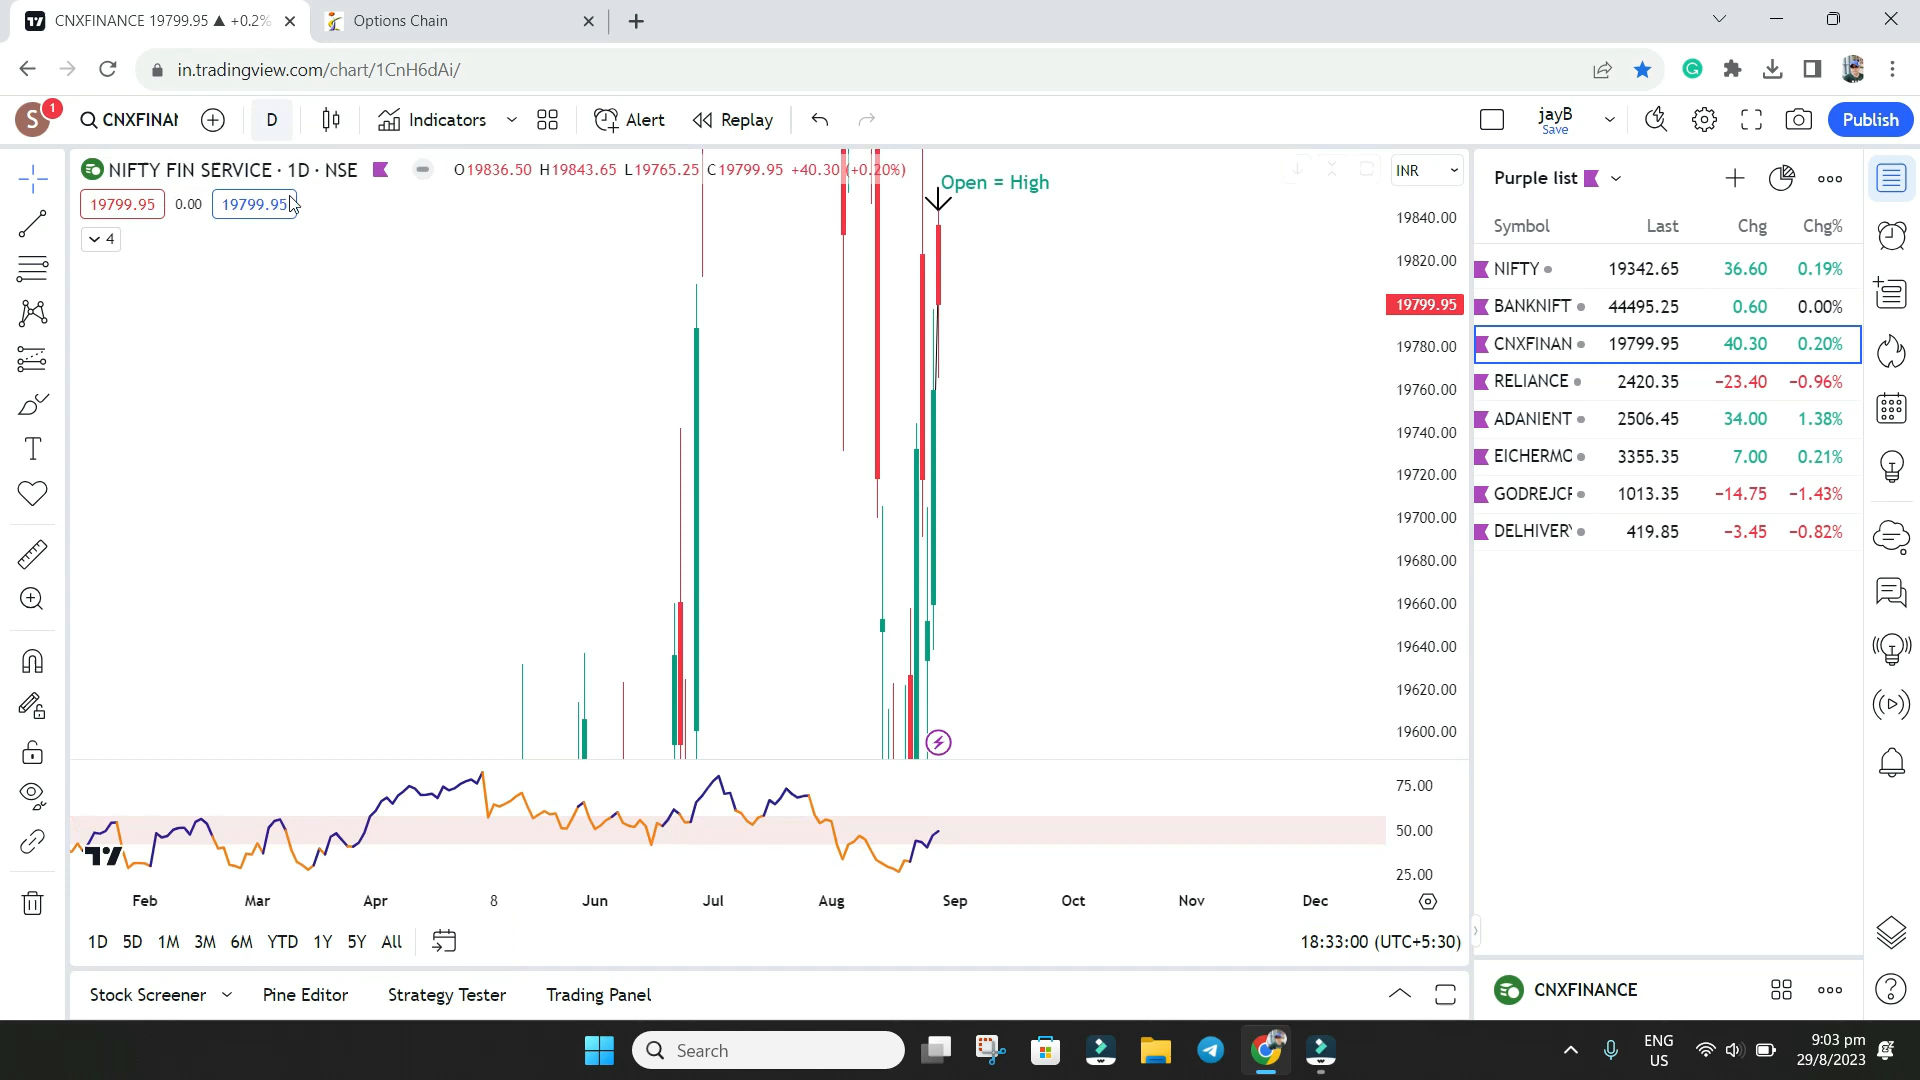 CNXFINANCE 19799.95 ▲ +0.2%
Options Chain
in.tradingview.com/chart/1CnH6dAi/
S
1
CNXFINAN
D
Indicators
Alert
Replay
jayB
Save
Publish
NIFTY FIN SERVICE · 1D · NSE
O19836.50 H19843.65 L19765.25 C19799.95 +40.30 (+0.20%)
19799.95 0.00 19799.95
4
Open = High
INR
19840.00
19820.00
19799.95
19780.00
19760.00
19740.00
19720.00
19700.00
19680.00
19660.00
19640.00
19620.00
19600.00
75.00
50.00
25.00
Feb Mar Apr 8 Jun Jul Aug Sep Oct Nov Dec
1D 5D 1M 3M 6M YTD 1Y 5Y All
18:33:00 (UTC+5:30)
Stock Screener Pine Editor Strategy Tester Trading Panel
Purple list
Symbol Last Chg Chg%
NIFTY 19342.65 36.60 0.19%
BANKNIFT 44495.25 0.60 0.00%
CNXFINAN 19799.95 40.30 0.20%
RELIANCE 2420.35 −23.40 −0.96%
ADANIENT 2506.45 34.00 1.38%
EICHERMO 3355.35 7.00 0.21%
GODREJCP 1013.35 −14.75 −1.43%
DELHIVERY 419.85 −3.45 −0.82%
CNXFINANCE
Search
ENG
US
9:03 pm
29/8/2023